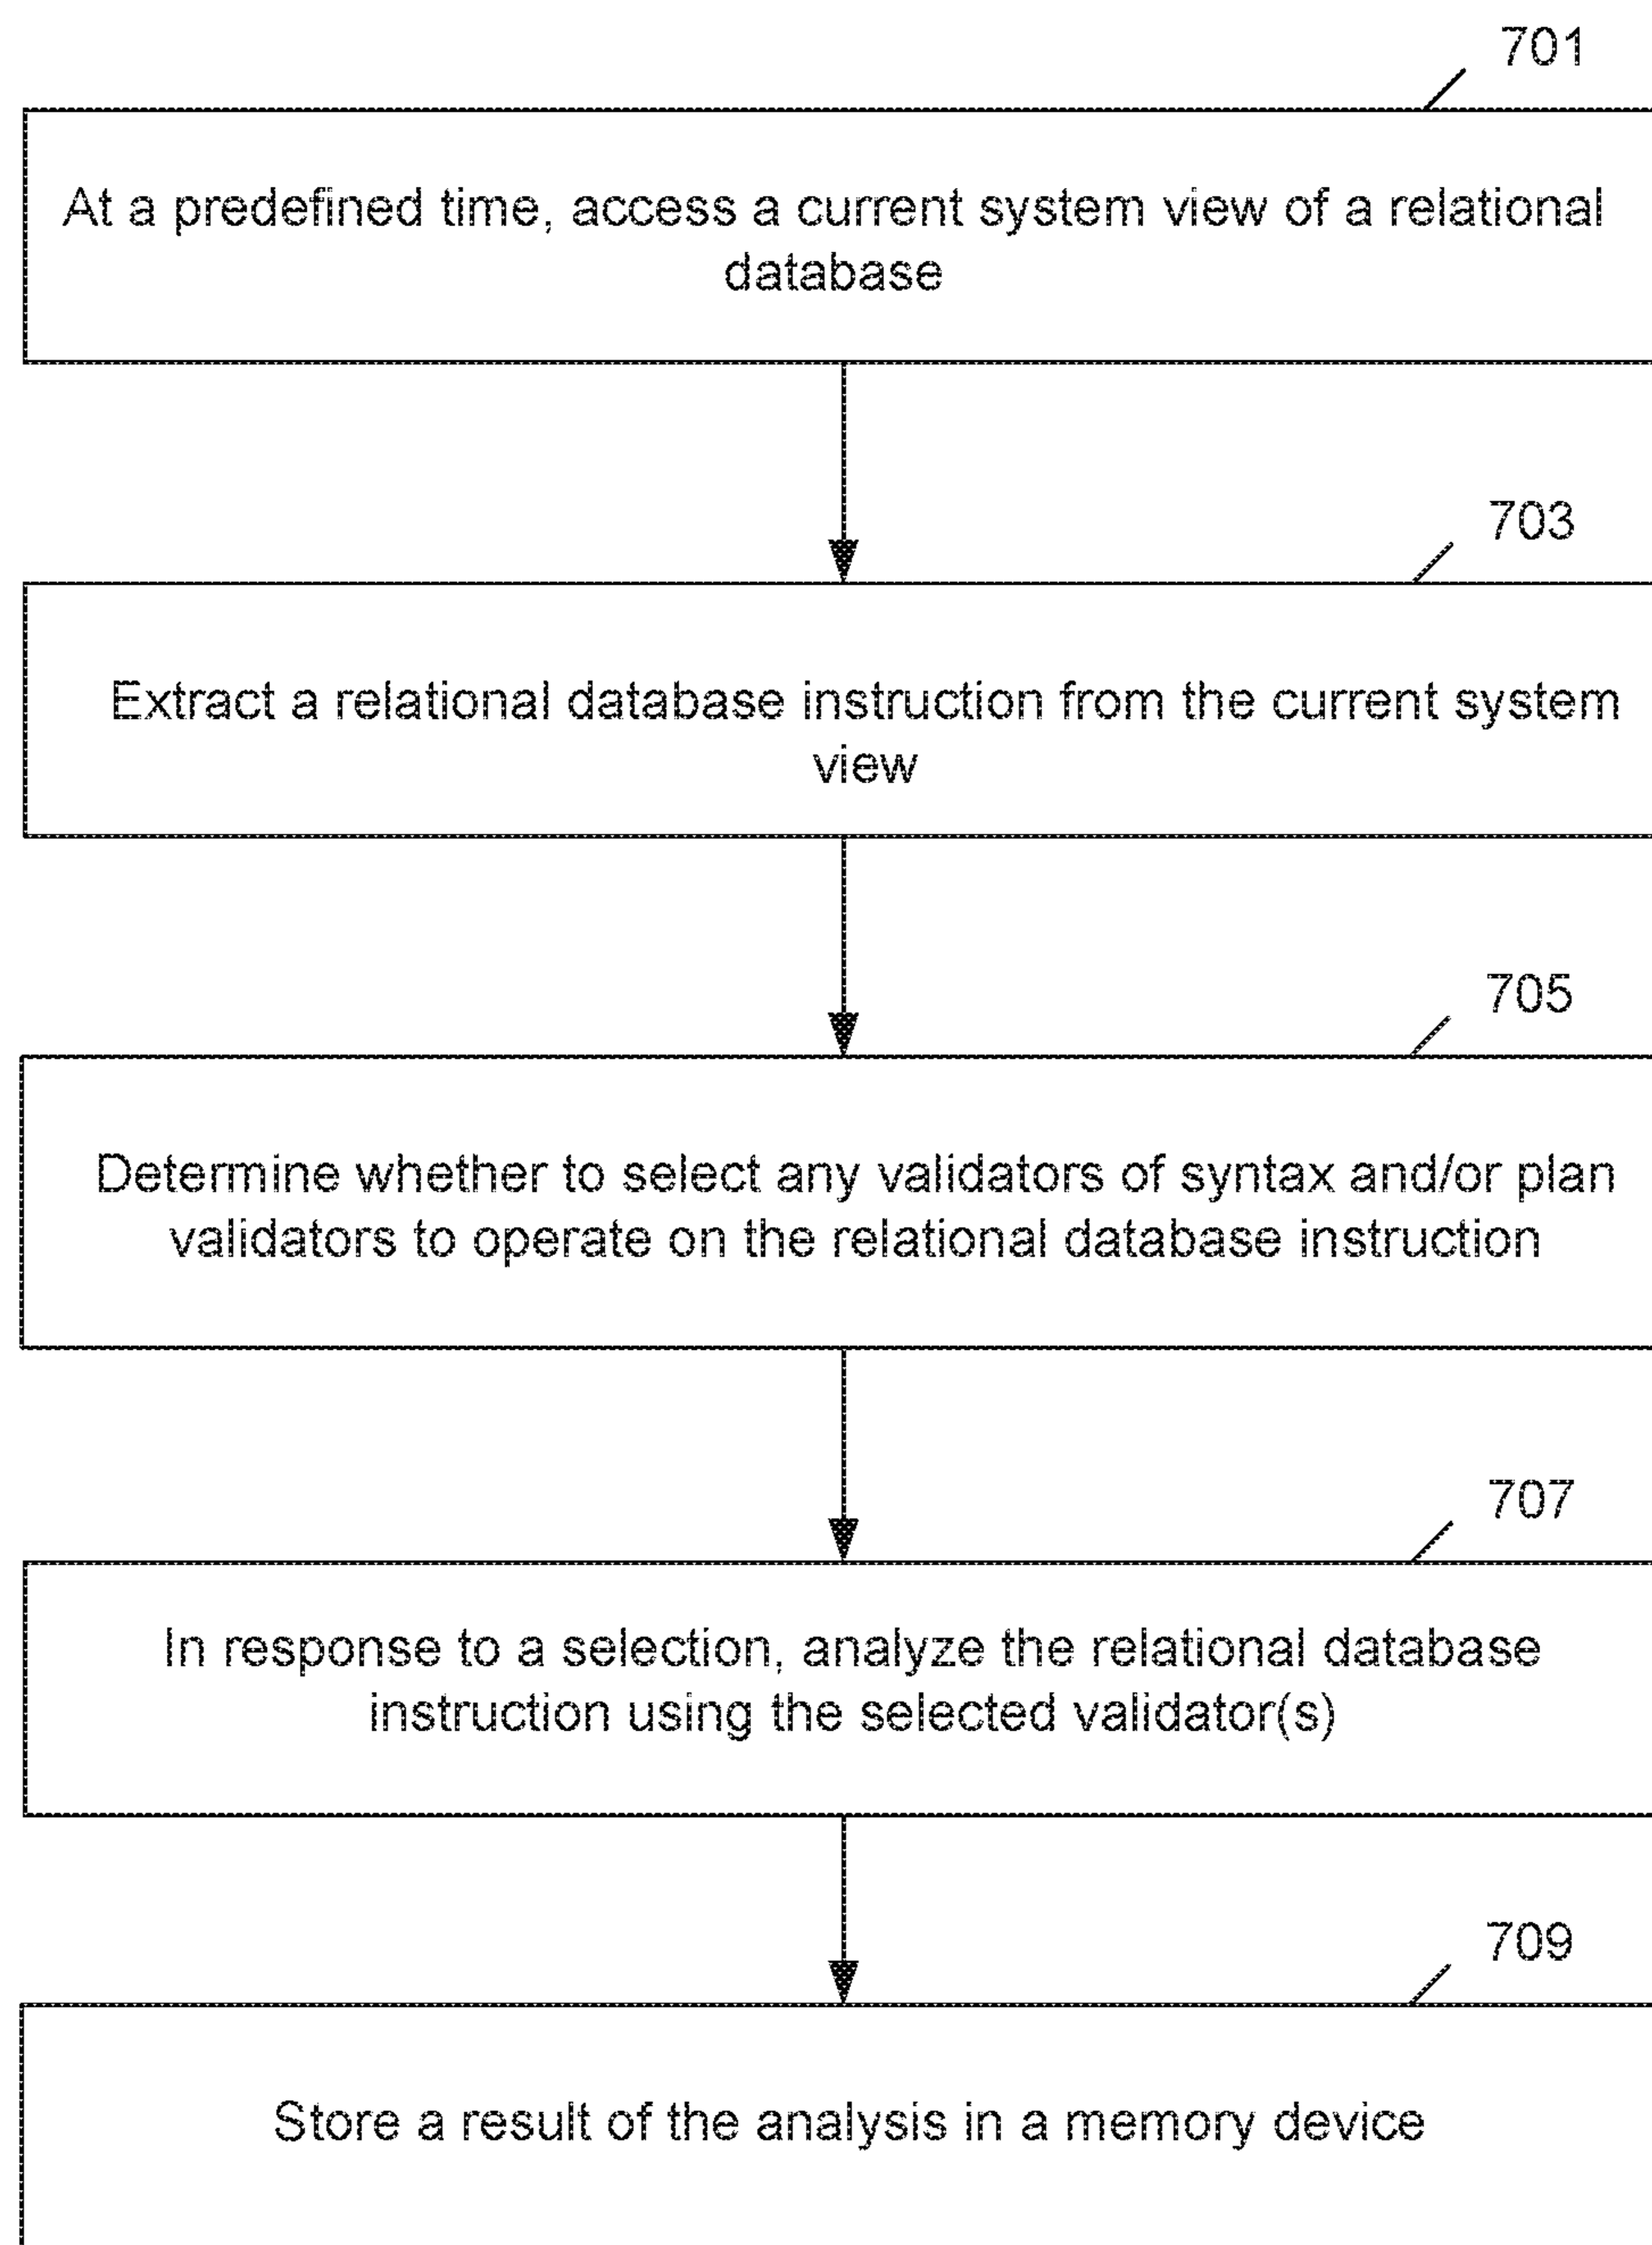 701
At a predefined time, access a current system view of a relational
database
703
Extract a relational database instruction from the current system
view
705
Determine whether to select any validators of syntax and/or plan
validators to operate on the relational database instruction
707
In response to a selection, analyze the relational database
instruction using the selected validator(s)
709
Store a result of the analysis in a memory device